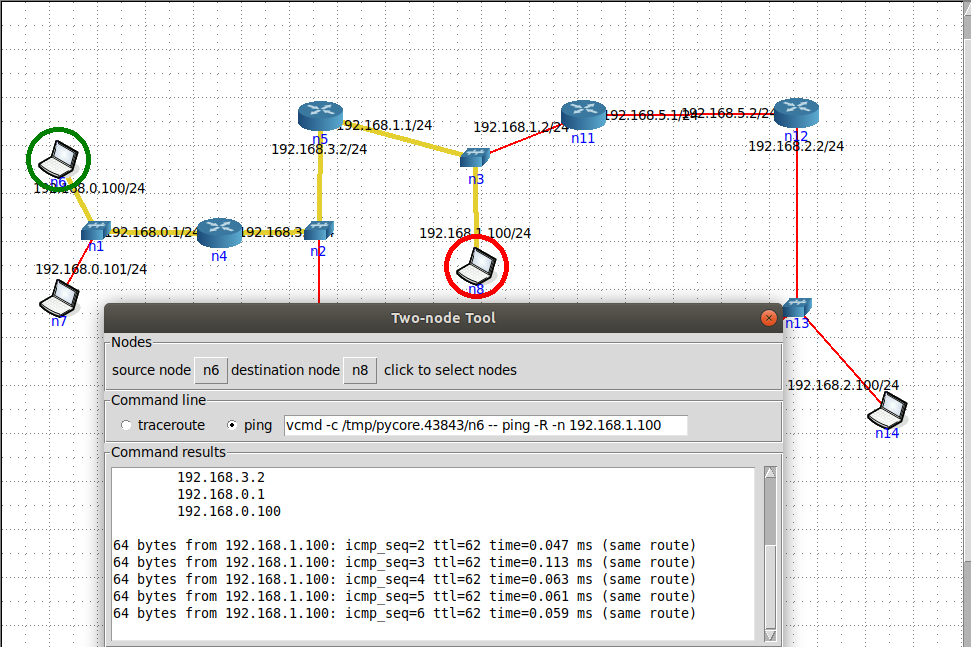 192.168.1.1/24
192.168.5.1/24
192.168.5.2/24
192.168.1.2/24
n5
n11
n12
192.168.3.2/24
192.168.2.2/24
n3
n6
192.168.0.100/24
192.168.0.1/24
192.168.3
192.168.1.100/24
n1
n4
n2
192.168.0.101/24
n8
n7
Two-node Tool
n13
Nodes
source node n6 destination node n8 click to select nodes
192.168.2.100/24
Command line
traceroute ping vcmd -c /tmp/pycore.43843/n6 -- ping -R -n 192.168.1.100
n14
Command results
192.168.3.2
192.168.0.1
192.168.0.100
64 bytes from 192.168.1.100: icmp_seq=2 ttl=62 time=0.047 ms (same route)
64 bytes from 192.168.1.100: icmp_seq=3 ttl=62 time=0.113 ms (same route)
64 bytes from 192.168.1.100: icmp_seq=4 ttl=62 time=0.063 ms (same route)
64 bytes from 192.168.1.100: icmp_seq=5 ttl=62 time=0.061 ms (same route)
64 bytes from 192.168.1.100: icmp_seq=6 ttl=62 time=0.059 ms (same route)